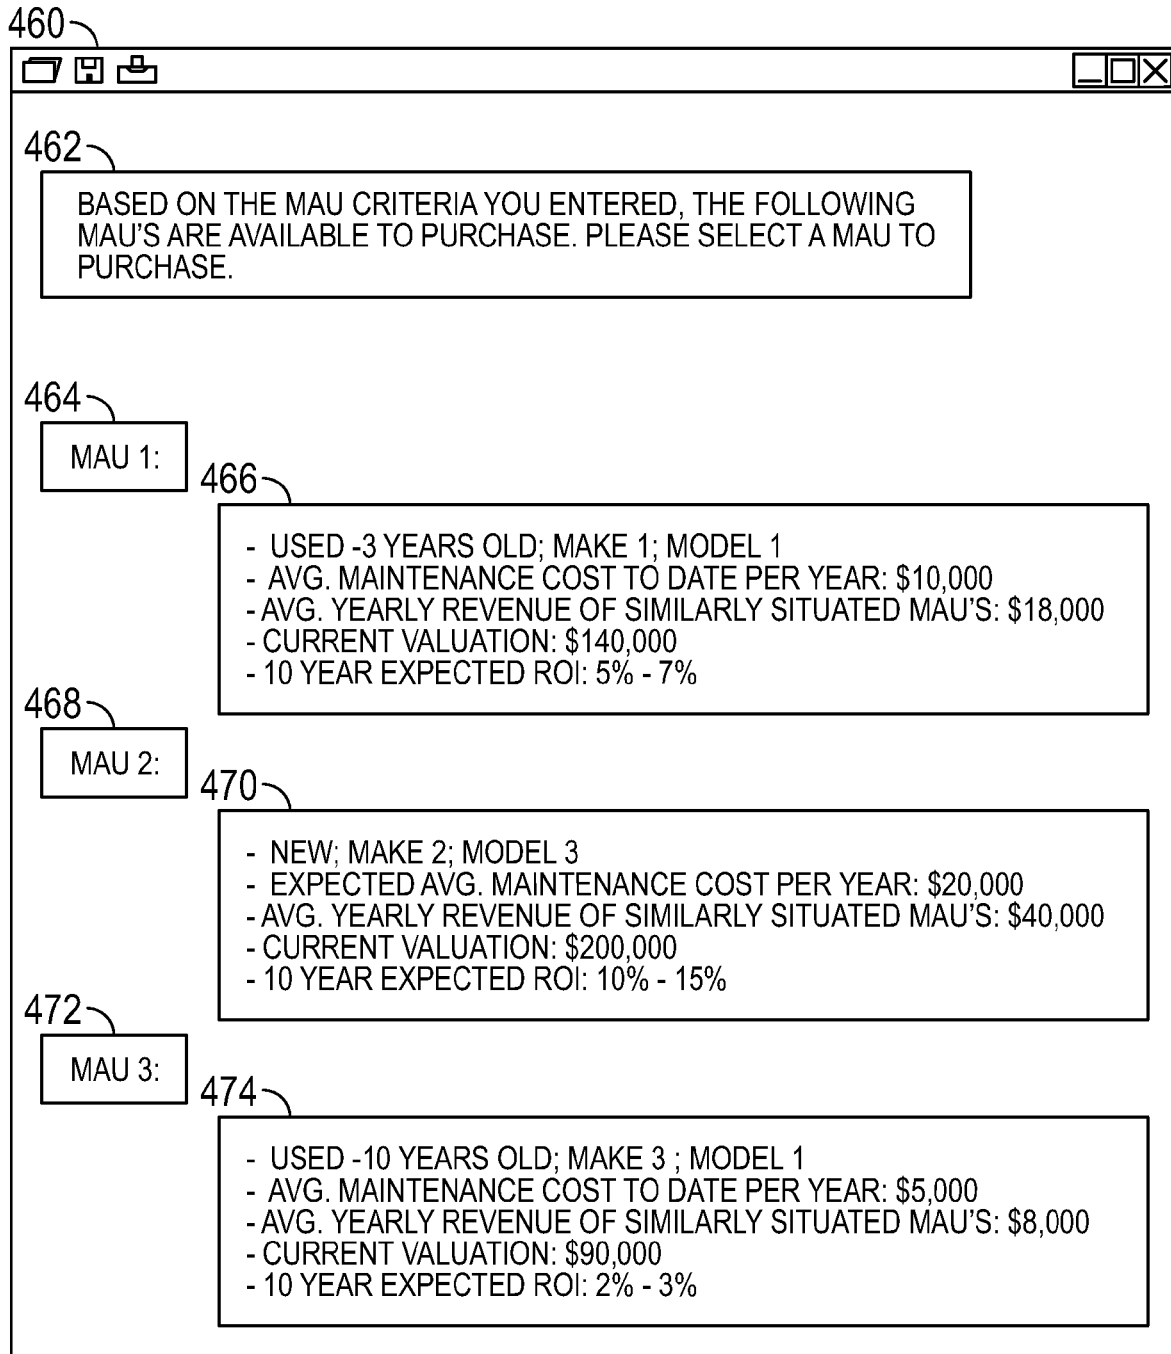 460
462
BASED ON THE MAU CRITERIA YOU ENTERED, THE FOLLOWING
MAU'S ARE AVAILABLE TO PURCHASE. PLEASE SELECT A MAU TO
PURCHASE.
464
MAU 1:
466
- USED -3 YEARS OLD; MAKE 1; MODEL 1
- AVG. MAINTENANCE COST TO DATE PER YEAR: $10,000
- AVG. YEARLY REVENUE OF SIMILARLY SITUATED MAU'S: $18,000
- CURRENT VALUATION: $140,000
- 10 YEAR EXPECTED ROI: 5% - 7%
468
MAU 2:
470
- NEW; MAKE 2; MODEL 3
- EXPECTED AVG. MAINTENANCE COST PER YEAR: $20,000
- AVG. YEARLY REVENUE OF SIMILARLY SITUATED MAU'S: $40,000
- CURRENT VALUATION: $200,000
- 10 YEAR EXPECTED ROI: 10% - 15%
472
MAU 3:
474
- USED -10 YEARS OLD; MAKE 3 ; MODEL 1
- AVG. MAINTENANCE COST TO DATE PER YEAR: $5,000
- AVG. YEARLY REVENUE OF SIMILARLY SITUATED MAU'S: $8,000
- CURRENT VALUATION: $90,000
- 10 YEAR EXPECTED ROI: 2% - 3%